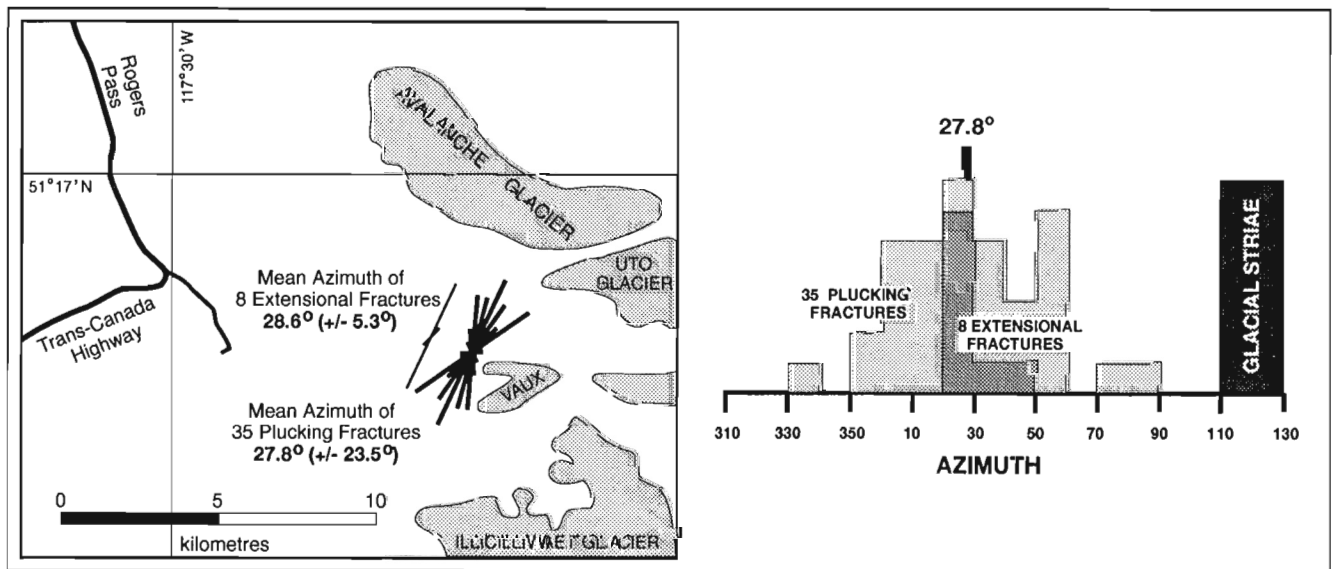 Rogers
Pass
117°30'W
51°17'N
AVALANCHE
GLACIER
UTO
GLACIER
Mean Azimuth of
8 Extensional Fractures
28.6° (+/- 5.3°)
Trans-Canada
Highway
VAUX
Mean Azimuth of
35 Plucking Fractures
27.8° (+/- 23.5°)
0 5 10
kilometres
ILLECILLEWAET GLACIER
27.8°
35 PLUCKING
FRACTURES
8 EXTENSIONAL
FRACTURES
GLACIAL STRIAE
310 330 350 10 30 50 70 90 110 130
AZIMUTH